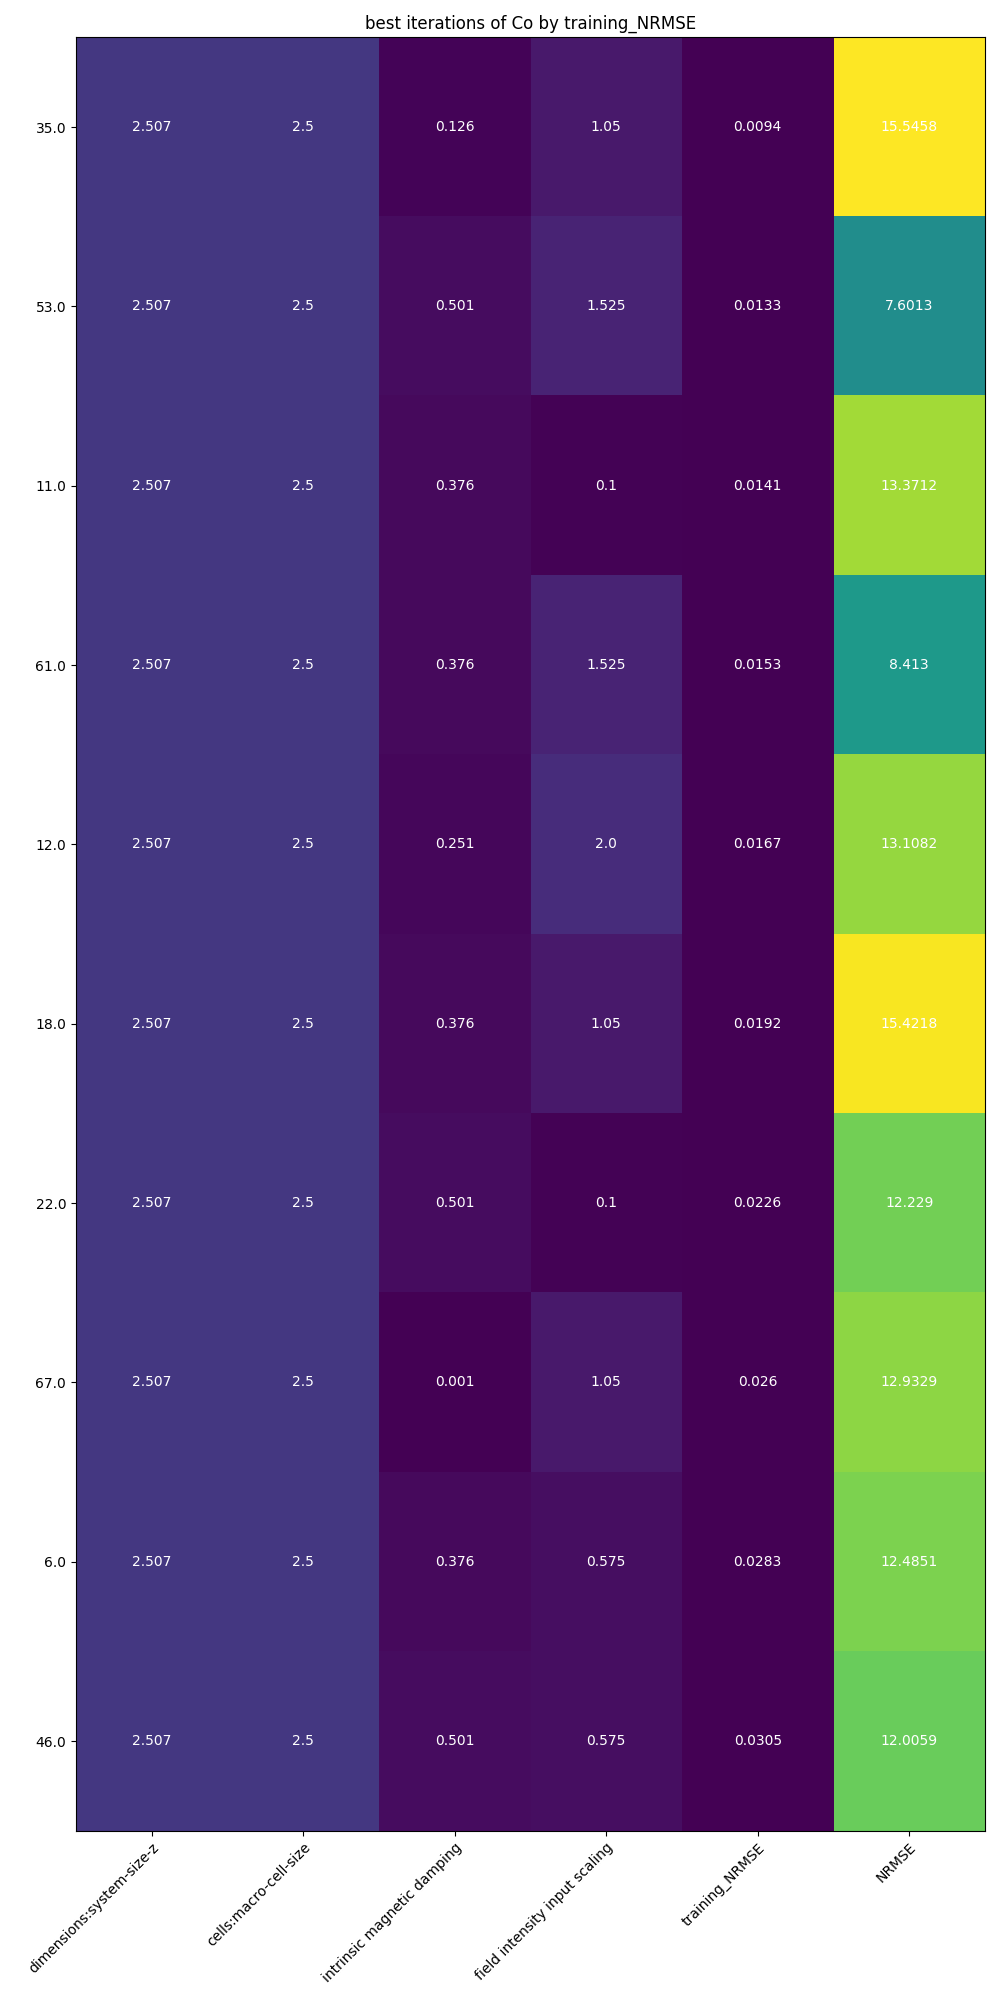 best iterations of Co by training_NRMSE
35.0 2.507 2.5 0.126 1.05 0.0094 15.5458
53.0 2.507 2.5 0.501 1.525 0.0133 7.6013
11.0 2.507 2.5 0.376 0.1 0.0141 13.3712
61.0 2.507 2.5 0.376 1.525 0.0153 8.413
12.0 2.507 2.5 0.251 2.0 0.0167 13.1082
18.0 2.507 2.5 0.376 1.05 0.0192 15.4218
22.0 2.507 2.5 0.501 0.1 0.0226 12.229
67.0 2.507 2.5 0.001 1.05 0.026 12.9329
6.0 2.507 2.5 0.376 0.575 0.0283 12.4851
46.0 2.507 2.5 0.501 0.575 0.0305 12.0059
dimensions:system-size-z
cells:macro-cell-size
intrinsic magnetic damping
field intensity input scaling
training_NRMSE
NRMSE